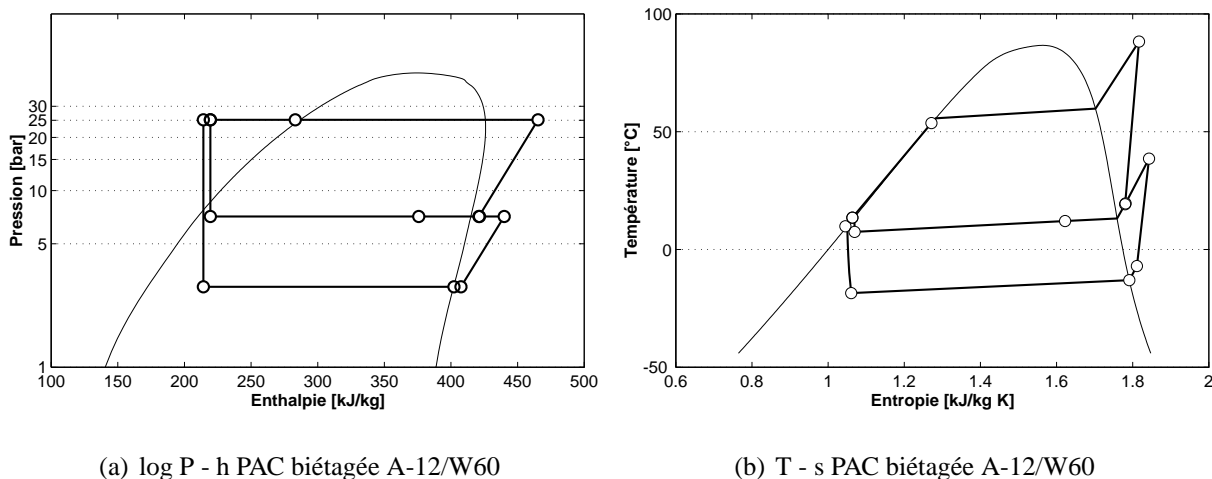 30
25
20
15
10
5
1
Pression [bar]
100 150 200 250 300 350 400 450 500
Enthalpie [kJ/kg]
(a) log P - h PAC biétagée A-12/W60
100
50
0
-50
Température [°C]
0.6 0.8 1 1.2 1.4 1.6 1.8 2
Entropie [kJ/kg K]
(b) T - s PAC biétagée A-12/W60